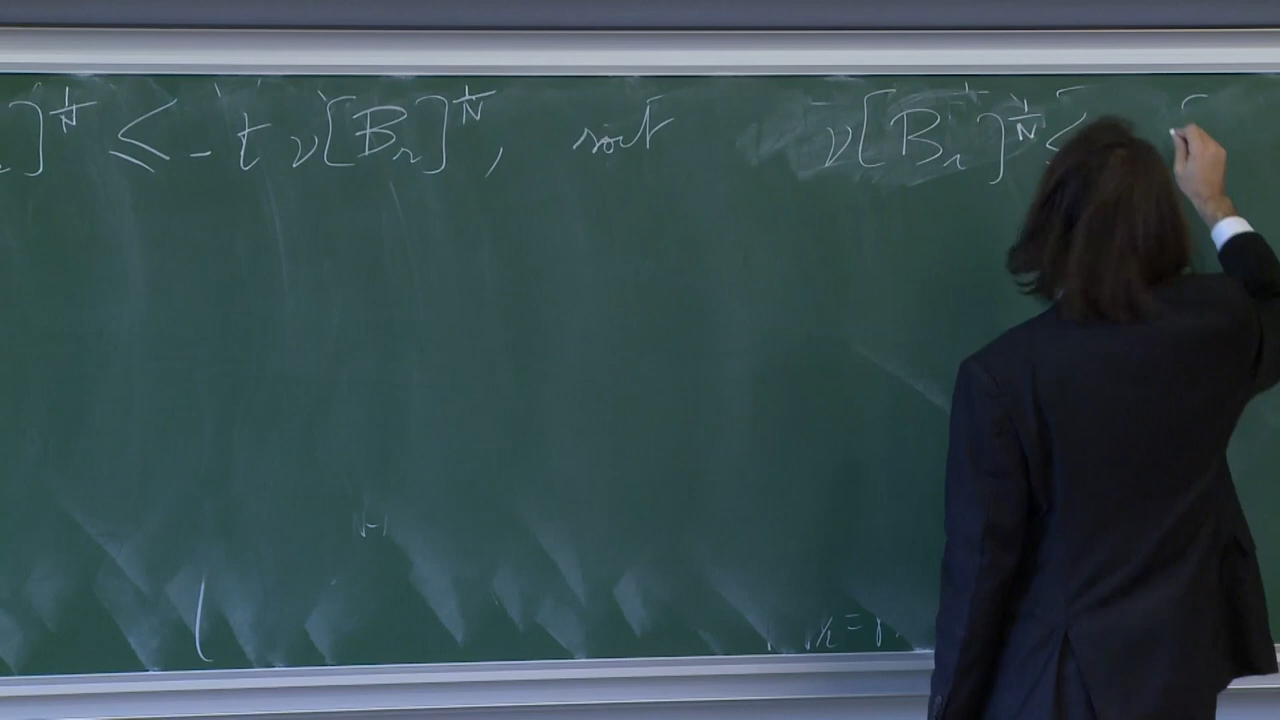 ]^{1/N} ≤ - t ν[B_r]^{1/N}, soit ν[B_r]^{1/N} ≤